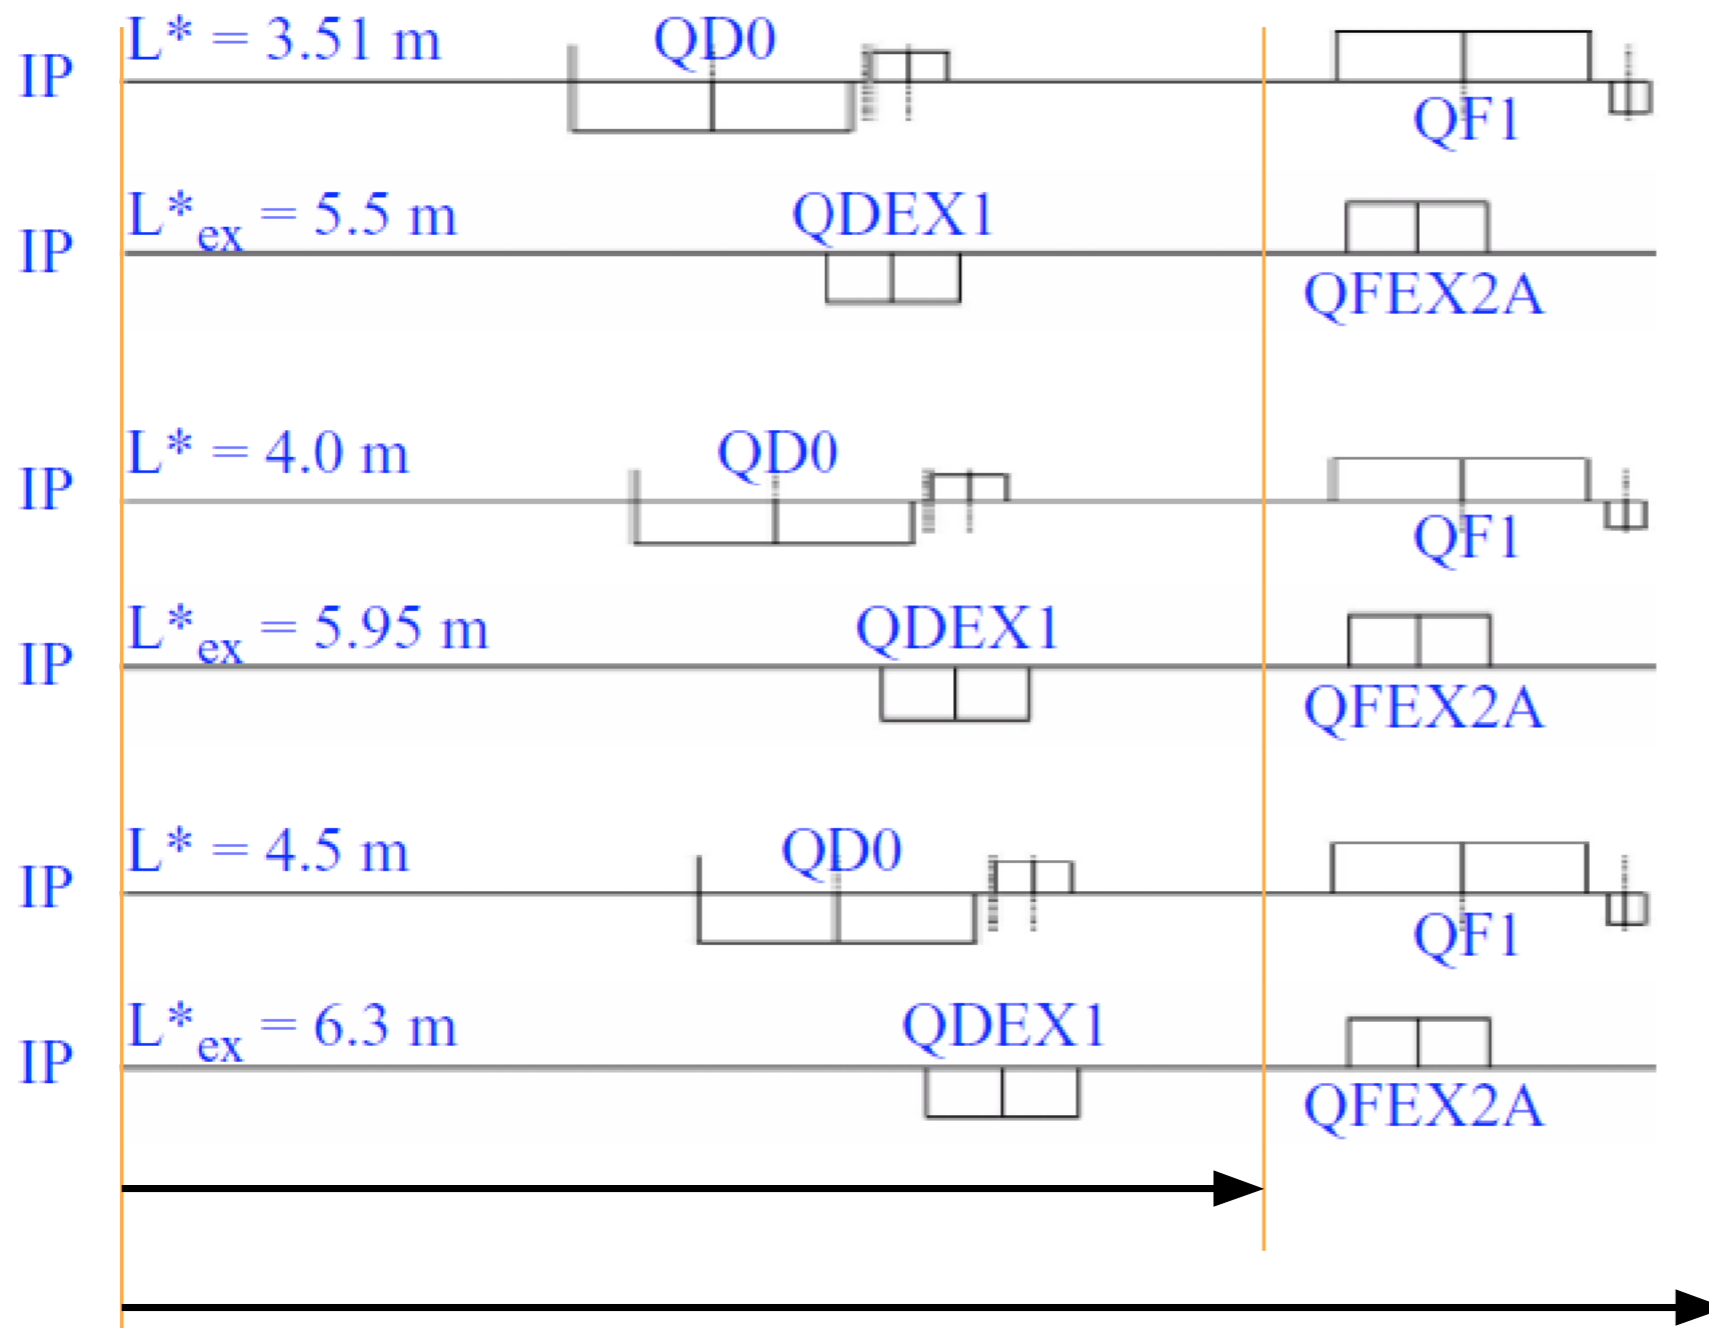 L* = 3.51 m QD0
IP
QF1
L*ex = 5.5 m QDEX1
IP
QFEX2A
L* = 4.0 m QD0
IP
QF1
L*ex = 5.95 m QDEX1
IP
QFEX2A
L* = 4.5 m QD0
IP
QF1
L*ex = 6.3 m QDEX1
IP
QFEX2A